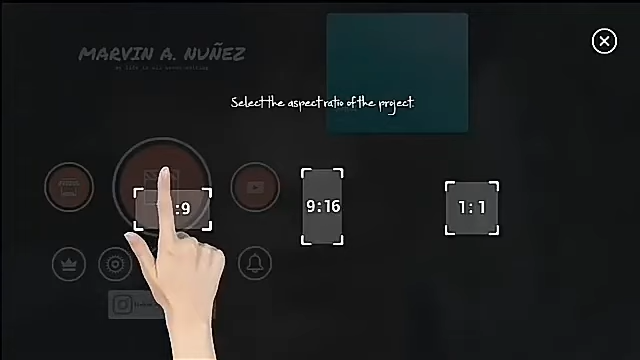 MARVIN A. NUÑEZ
Select the aspect ratio of the project.
:9
9:16
1:1